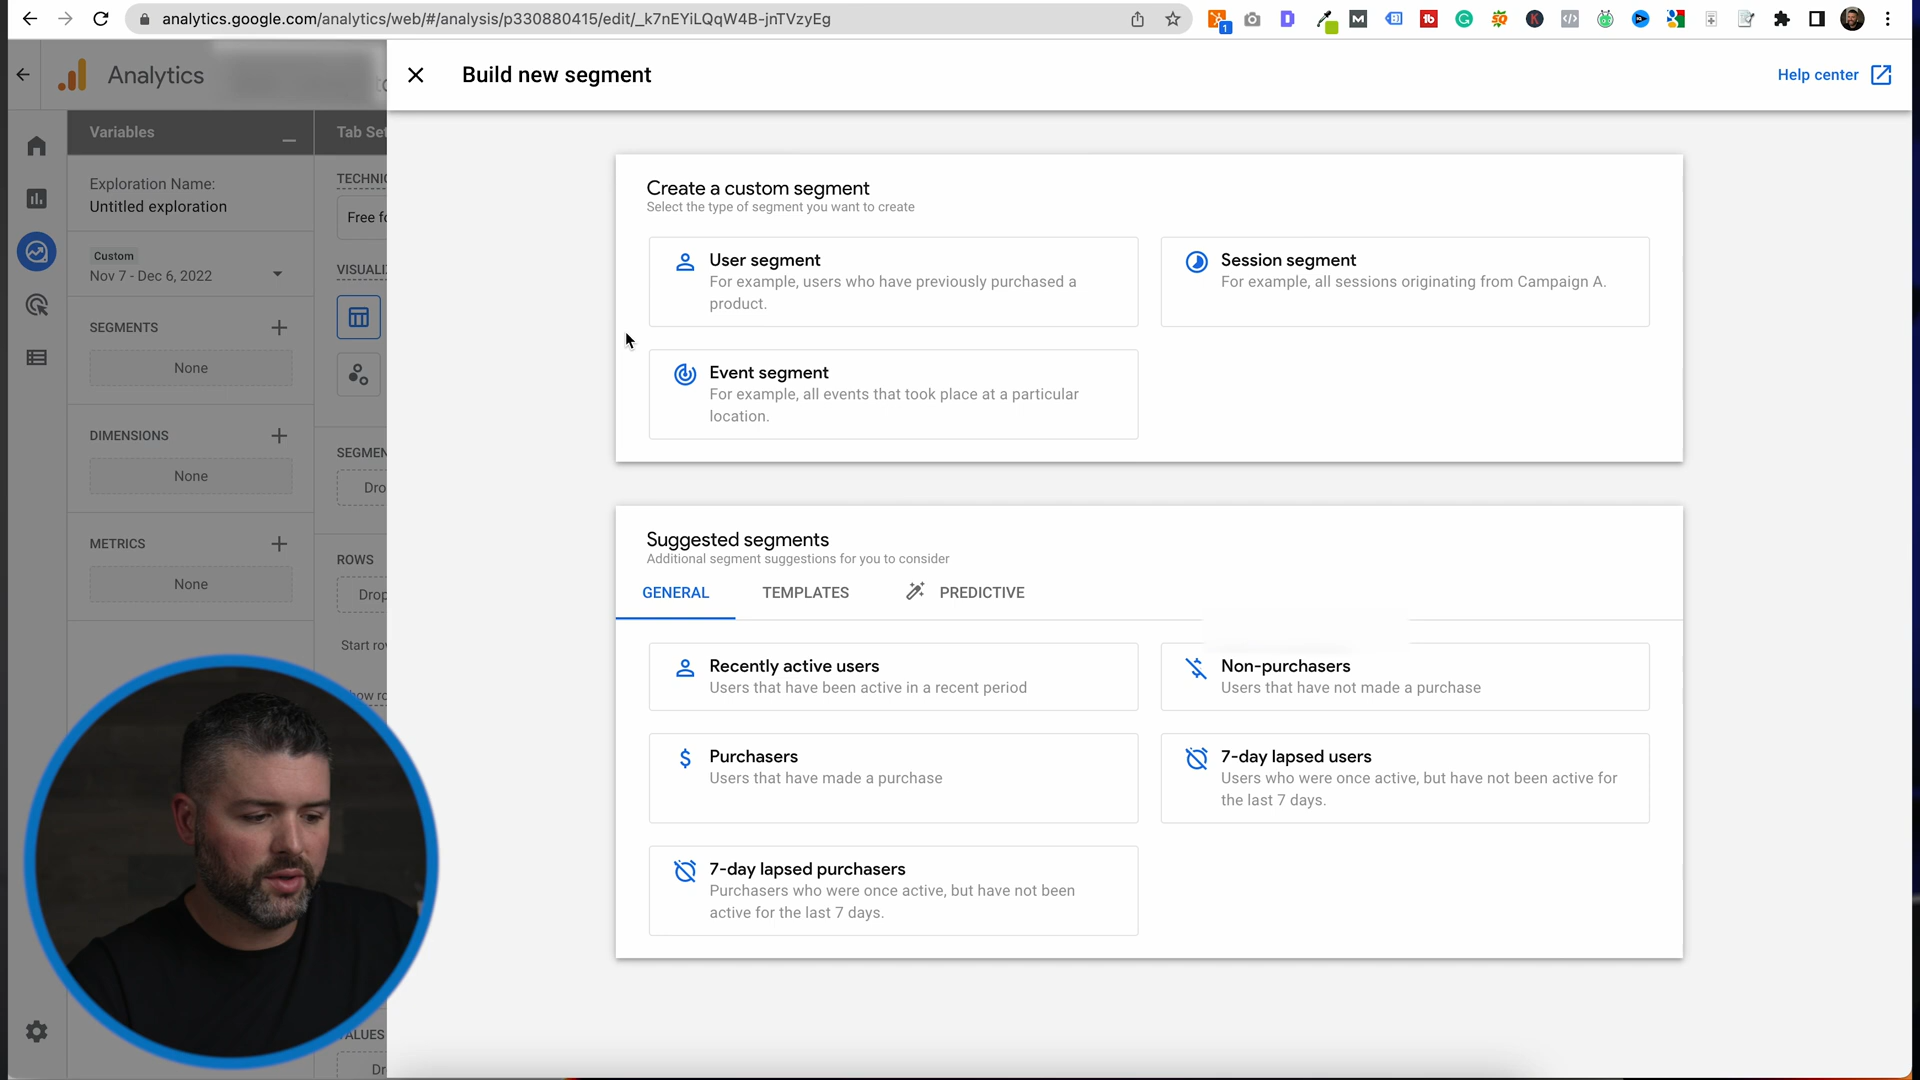 analytics.google.com/analytics/web/#/analysis/p330880415/edit/_k7nEYiLQqW4B-jnTVzyEg
1
Analytics
Build new segment
Help center
Variables
Tab Set
Exploration Name:
Untitled exploration
TECHNIC
Free fo
Custom
Nov 7 - Dec 6, 2022
VISUALIZ
SEGMENTS
None
DIMENSIONS
None
SEGMEN
Dro
METRICS
None
ROWS
Drop
Start row
how ro
VALUES
Dr
Create a custom segment
Select the type of segment you want to create
User segment
For example, users who have previously purchased a
product.
Session segment
For example, all sessions originating from Campaign A.
Event segment
For example, all events that took place at a particular
location.
Suggested segments
Additional segment suggestions for you to consider
GENERAL
TEMPLATES
PREDICTIVE
Recently active users
Users that have been active in a recent period
Non-purchasers
Users that have not made a purchase
Purchasers
Users that have made a purchase
7-day lapsed users
Users who were once active, but have not been active for
the last 7 days.
7-day lapsed purchasers
Purchasers who were once active, but have not been
active for the last 7 days.